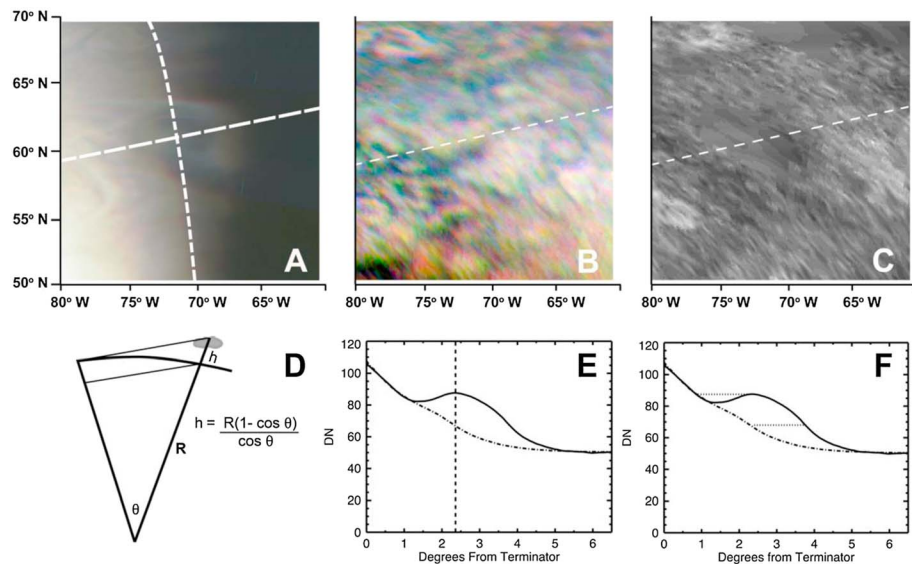 70° N
65° N
60° N
55° N
50° N
A
80° W 75° W 70° W 65° W
B
80° W 75° W 70° W 65° W
C
80° W 75° W 70° W 65° W
D
h
R
θ
h = R(1- cos θ)
cos θ
E
120
100
80
60
40
20
0
DN
0 1 2 3 4 5 6
Degrees From Terminator
F
120
100
80
60
40
20
0
DN
0 1 2 3 4 5 6
Degrees from Terminator